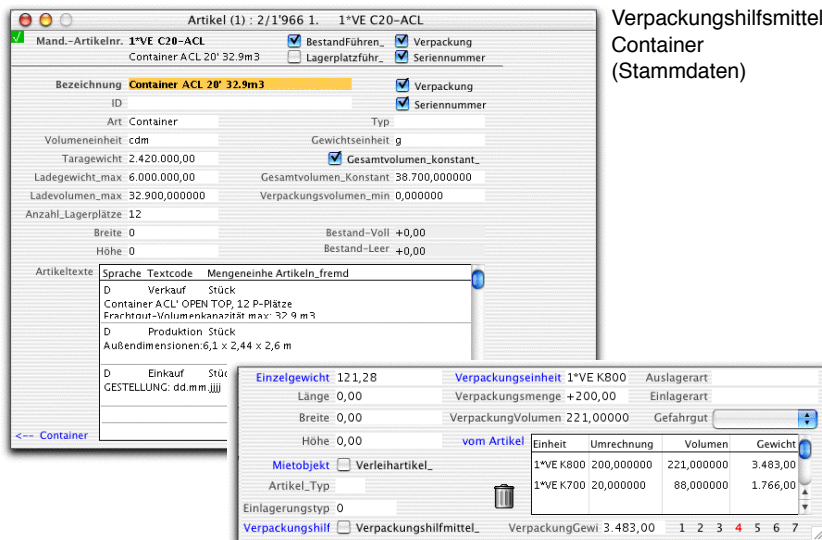 Artikel (1) : 2/1'966 1. 1*VE C20-ACL
Verpackungshilfsmittel
Container
(Stammdaten)
Mand.-Artikelnr. 1*VE C20-ACL BestandFühren_ Verpackung
Container ACL 20' 32.9m3 Lagerplatzführ_ Seriennummer
Bezeichnung Container ACL 20' 32.9m3 Verpackung
ID Seriennummer
Art Container Typ
Volumeneinheit cdm Gewichtseinheit g
Taragewicht 2.420.000,00 Gesamtvolumen_konstant_
Ladegewicht_max 6.000.000,00 Gesamtvolumen_Konstant 38.700,000000
Ladevolumen_max 32.900,000000 Verpackungsvolumen_min 0,000000
Anzahl_Lagerplätze 12
Breite 0 Bestand-Voll +0,00
Höhe 0 Bestand-Leer +0,00
Artikeltexte Sprache Textcode Mengeneinhe Artikeln_fremd
D Verkauf Stück
Container ACL' OPEN TOP, 12 P-Plätze
Frachtgut-Volumenkapazität max: 32.9 m3
D Produktion Stück
Außendimensionen:6,1 x 2,44 x 2,6 m
D Einkauf Stüc
GESTELLUNG: dd.mm.jjjj
<-- Container
Einzelgewicht 121,28 Verpackungseinheit 1*VE K800 Auslagerart
Länge 0,00 Verpackungsmenge +200,00 Einlagerart
Breite 0,00 VerpackungVolumen 221,00000 Gefahrgut
Höhe 0,00 vom Artikel Einheit Umrechnung Volumen Gewicht
Mietobjekt Verleihartikel_ 1*VE K800 200,000000 221,000000 3.483,00
Artikel_Typ 1*VE K700 20,000000 88,000000 1.766,00
Einlagerungstyp 0
Verpackungshilf Verpackungshilfmittel_ VerpackungGewi 3.483,00 1 2 3 4 5 6 7